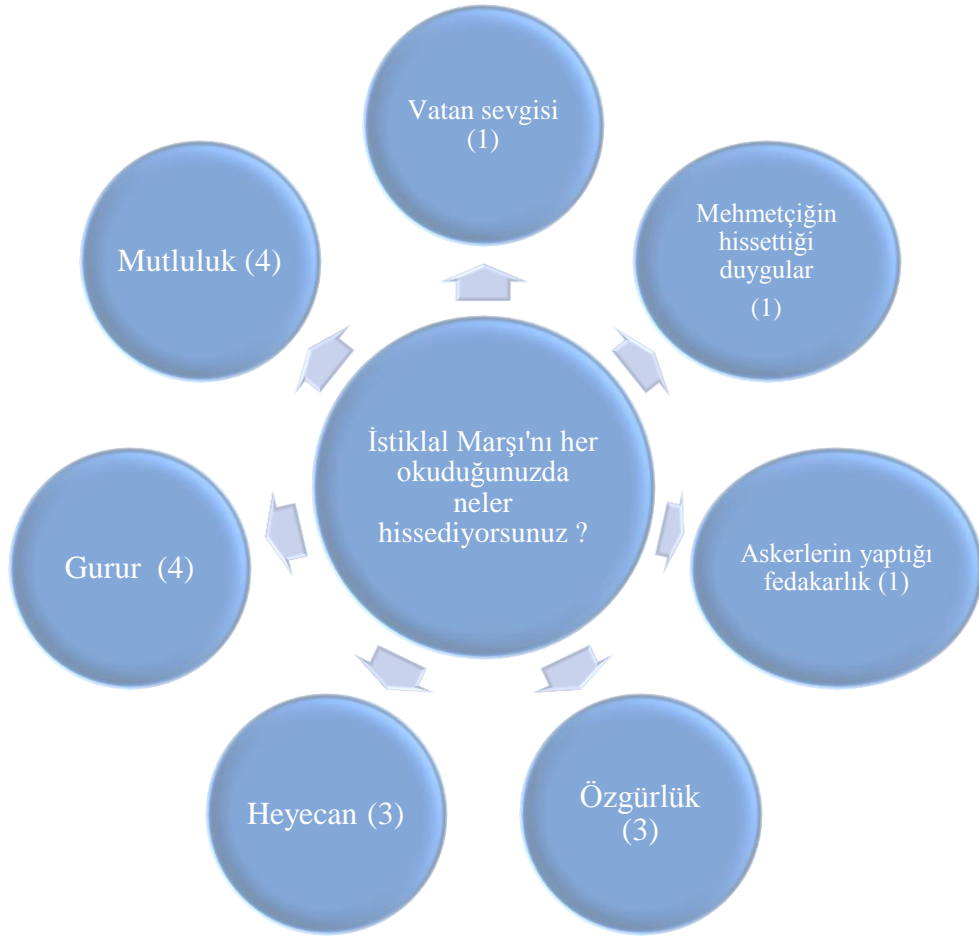 Vatan sevgisi
(1)
Mehmetçiğin
hissettiği
duygular
(1)
Mutluluk (4)
İstiklal Marşı'nı her
okuduğunuzda
neler
hissediyorsunuz ?
Gurur (4)
Askerlerin yaptığı
fedakarlık (1)
Heyecan (3)
Özgürlük
(3)